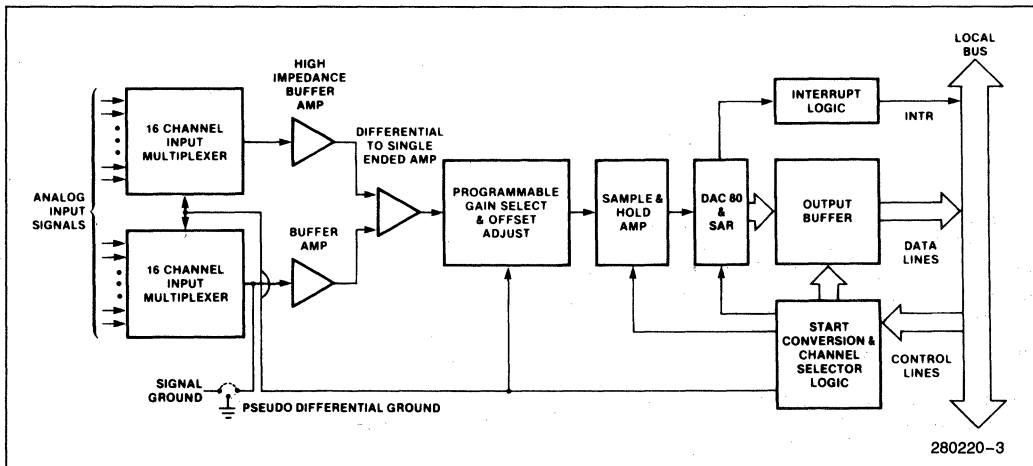 LOCAL
BUS
HIGH
IMPEDANCE
BUFFER
AMP
INTERRUPT
LOGIC
INTR
16 CHANNEL
INPUT
MULTIPLEXER
DIFFERENTIAL
TO SINGLE
ENDED AMP
ANALOG
INPUT
SIGNALS
PROGRAMMABLE
GAIN SELECT
& OFFSET
ADJUST
SAMPLE &
HOLD
AMP
DAC 80
&
SAR
OUTPUT
BUFFER
DATA
LINES
BUFFER
AMP
16 CHANNEL
INPUT
MULTIPLEXER
START
CONVERSION &
CHANNEL
SELECTOR
LOGIC
CONTROL
LINES
SIGNAL
GROUND
PSEUDO DIFFERENTIAL GROUND
280220-3